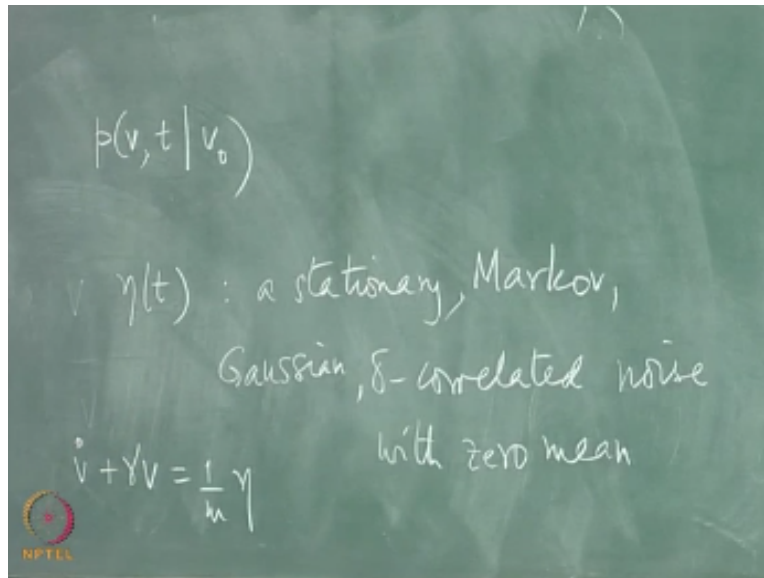 p(v, t | v₀)
η(t) : a stationary, Markov,
Gaussian, δ-correlated noise
with zero mean
v̇ + γv = 1/m η
NPTEL